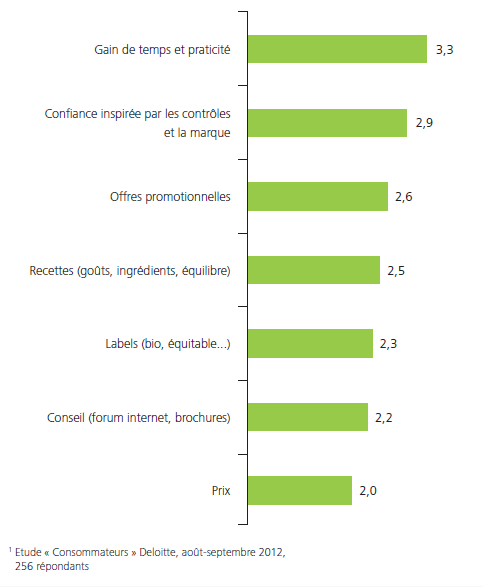 Gain de temps et praticité 3,3
Confiance inspirée par les contrôles
et la marque 2,9
Offres promotionnelles 2,6
Recettes (goûts, ingrédients, équilibre) 2,5
Labels (bio, équitable...) 2,3
Conseil (forum internet, brochures) 2,2
Prix 2,0
1 Etude « Consommateurs » Deloitte, août-septembre 2012,
256 répondants